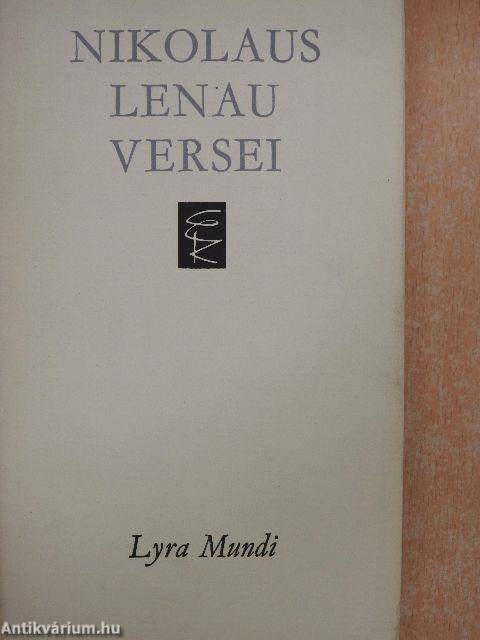 NIKOLAUS
LENAU
VERSEI
Lyra Mundi
Antikvárium.hu